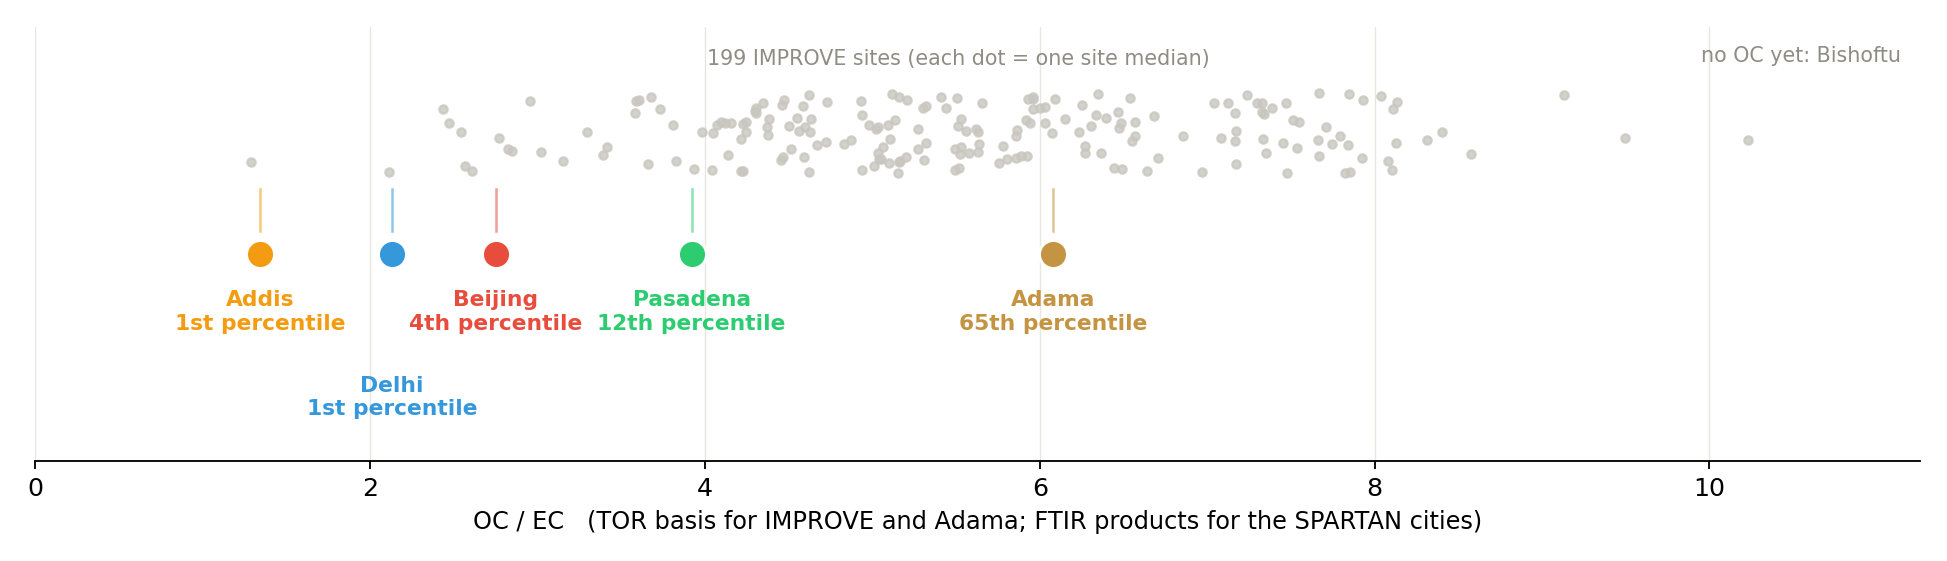 199 IMPROVE sites (each dot = one site median)
no OC yet: Bishoftu
Addis
1st percentile
Beijing
4th percentile
Pasadena
12th percentile
Adama
65th percentile
Delhi
1st percentile
0 2 4 6 8 10
OC / EC   (TOR basis for IMPROVE and Adama; FTIR products for the SPARTAN cities)